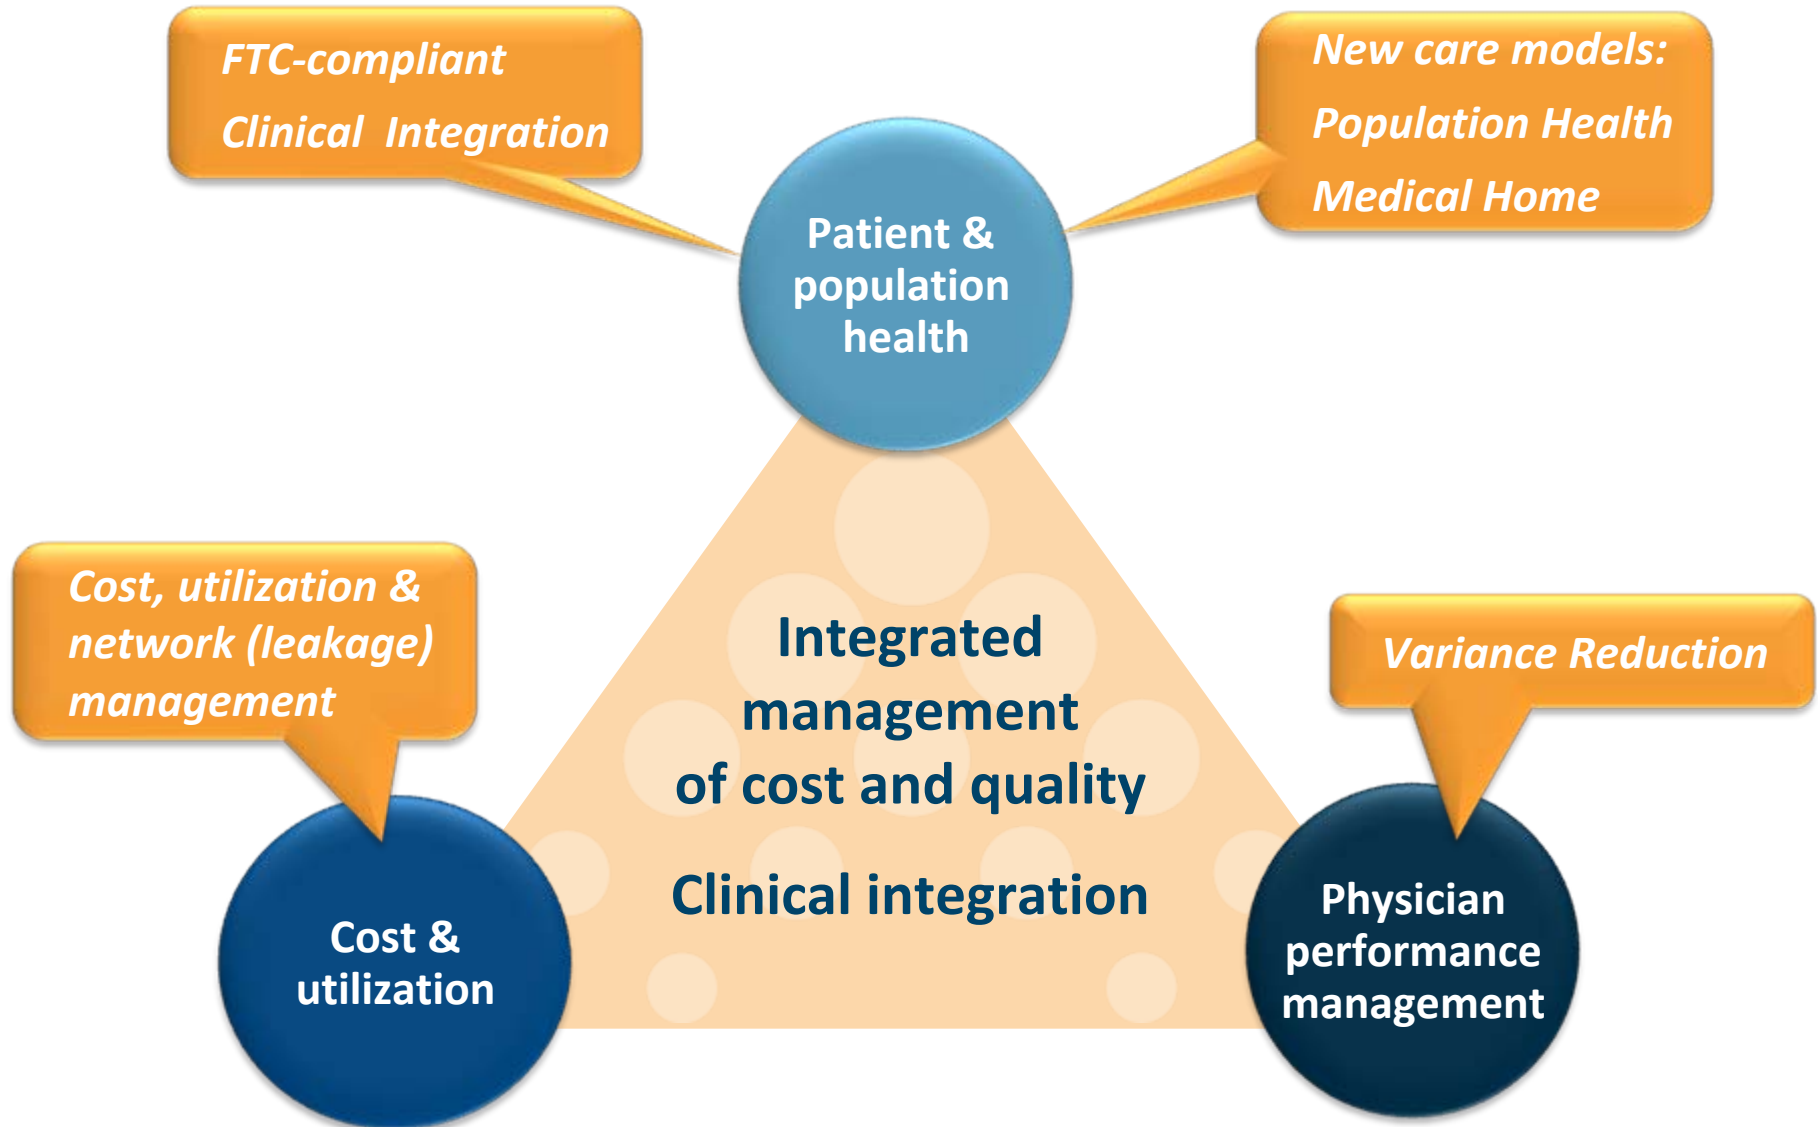 FTC-compliant
Clinical Integration
New care models:
Population Health
Medical Home
Patient &
population
health
Cost, utilization &
network (leakage)
management
Integrated
management
of cost and quality
Clinical integration
Variance Reduction
Cost &
utilization
Physician
performance
management